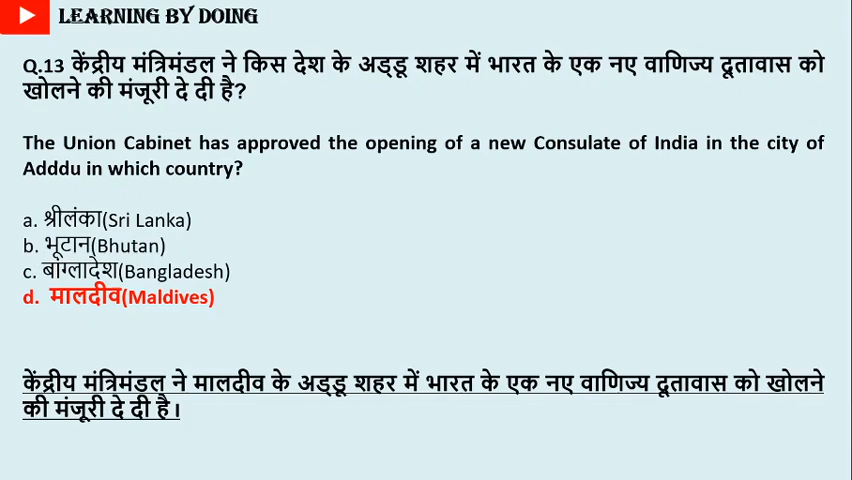 LEARNING BY DOING
Q.13 केंद्रीय मंत्रिमंडल ने किस देश के अड्डू शहर में भारत के एक नए वाणिज्य दूतावास को
खोलने की मंजूरी दे दी है?
The Union Cabinet has approved the opening of a new Consulate of India in the city of
Adddu in which country?
a. श्रीलंका(Sri Lanka)
b. भूटान(Bhutan)
c. बांग्लादेश(Bangladesh)
d. मालदीव(Maldives)
केंद्रीय मंत्रिमंडल ने मालदीव के अड्डू शहर में भारत के एक नए वाणिज्य दूतावास को खोलने
की मंजूरी दे दी है।